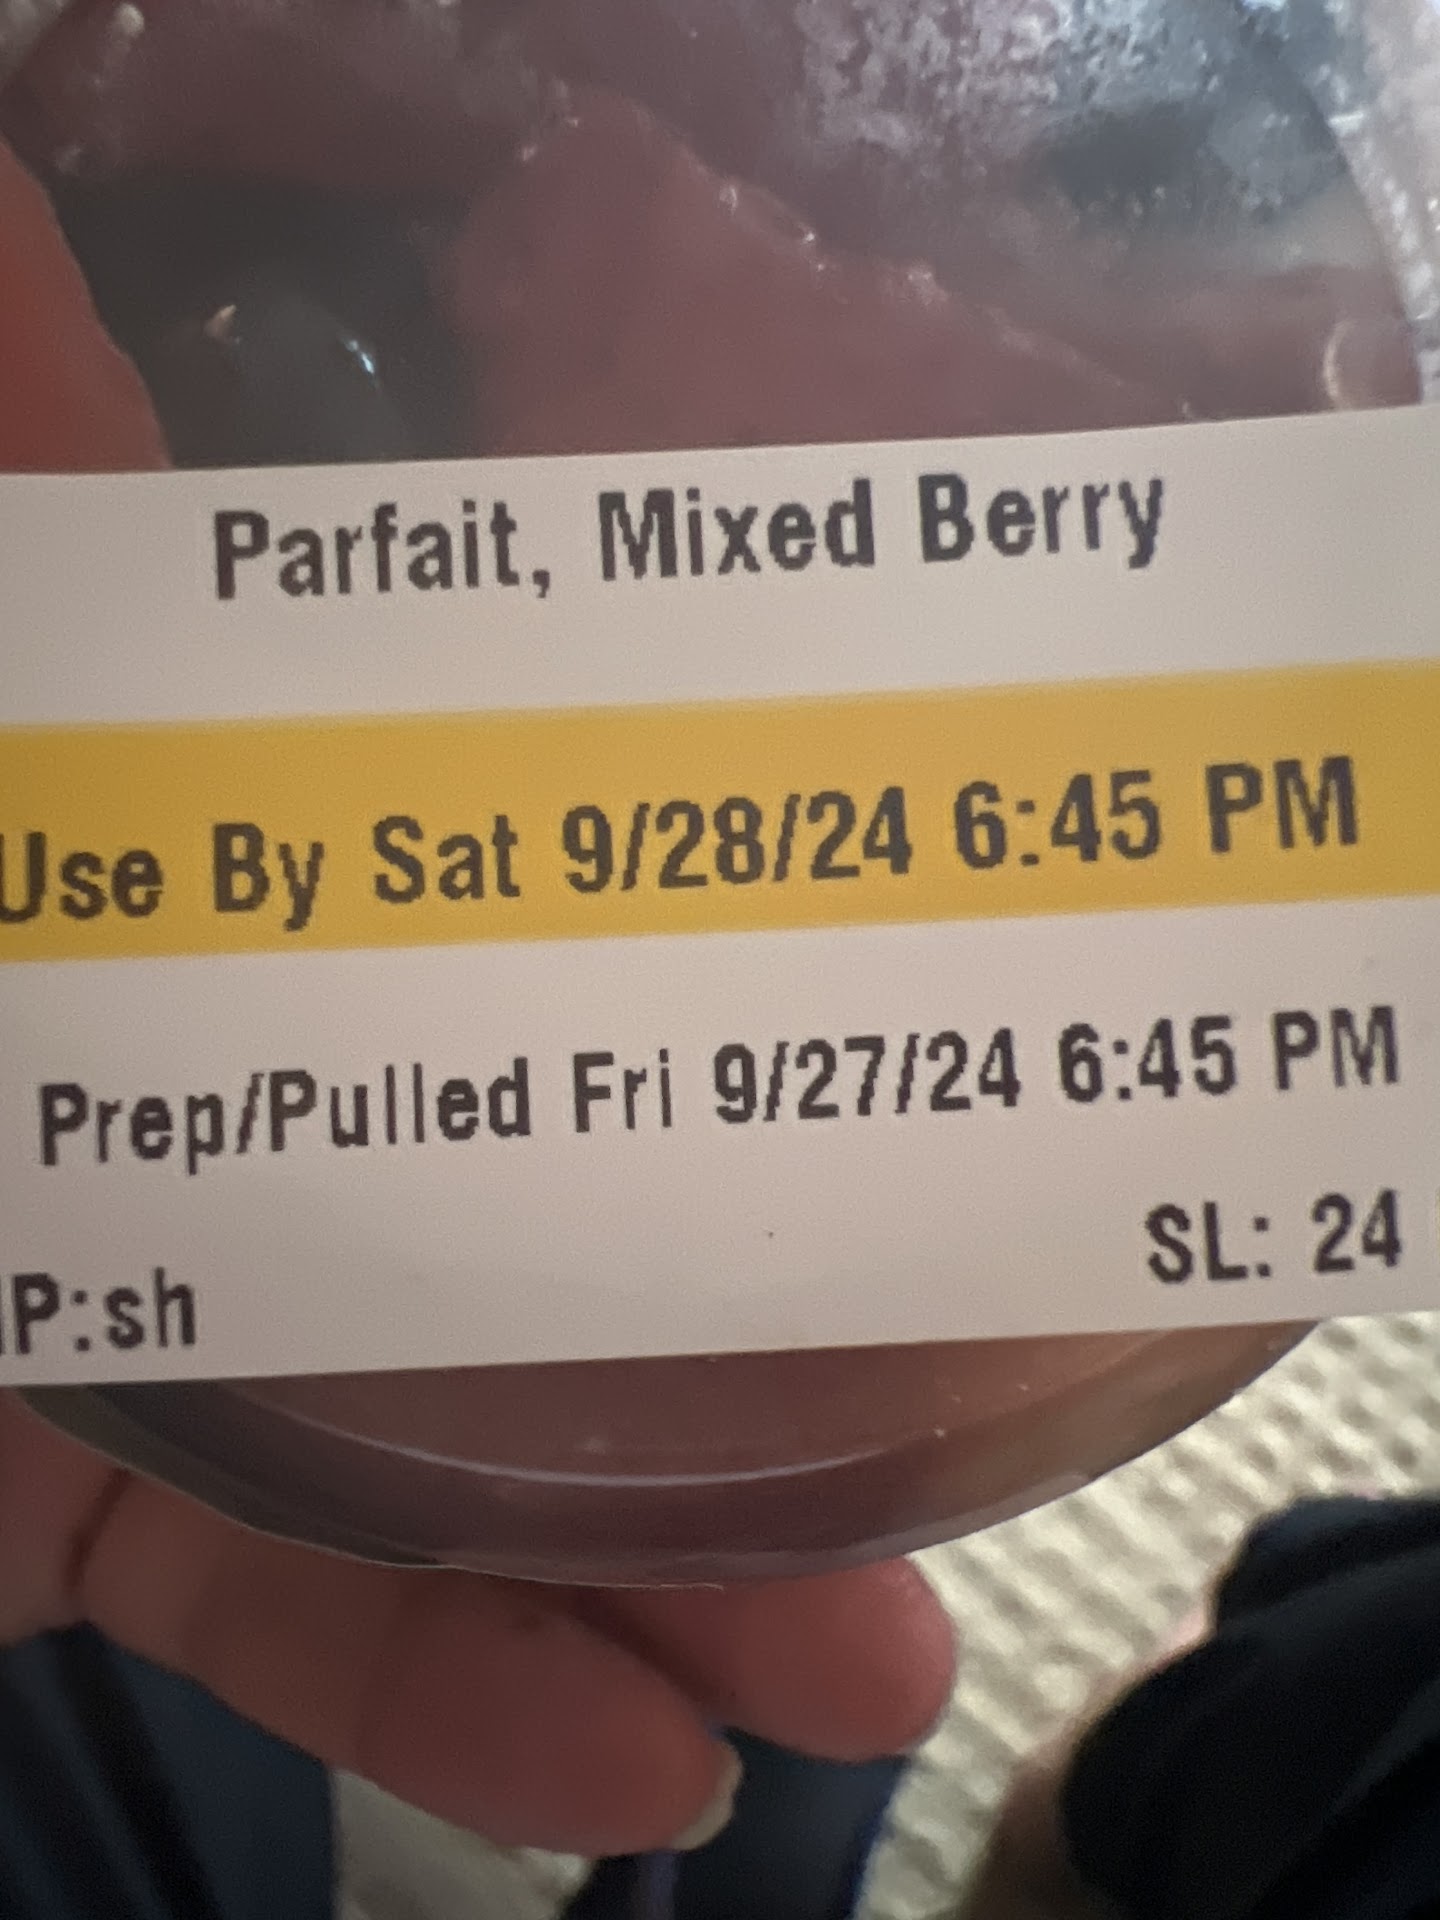 Parfait, Mixed Berry
Use By Sat 9/28/24 6:45 PM
Prep/Pulled Fri 9/27/24 6:45 PM
SL: 24
P:sh